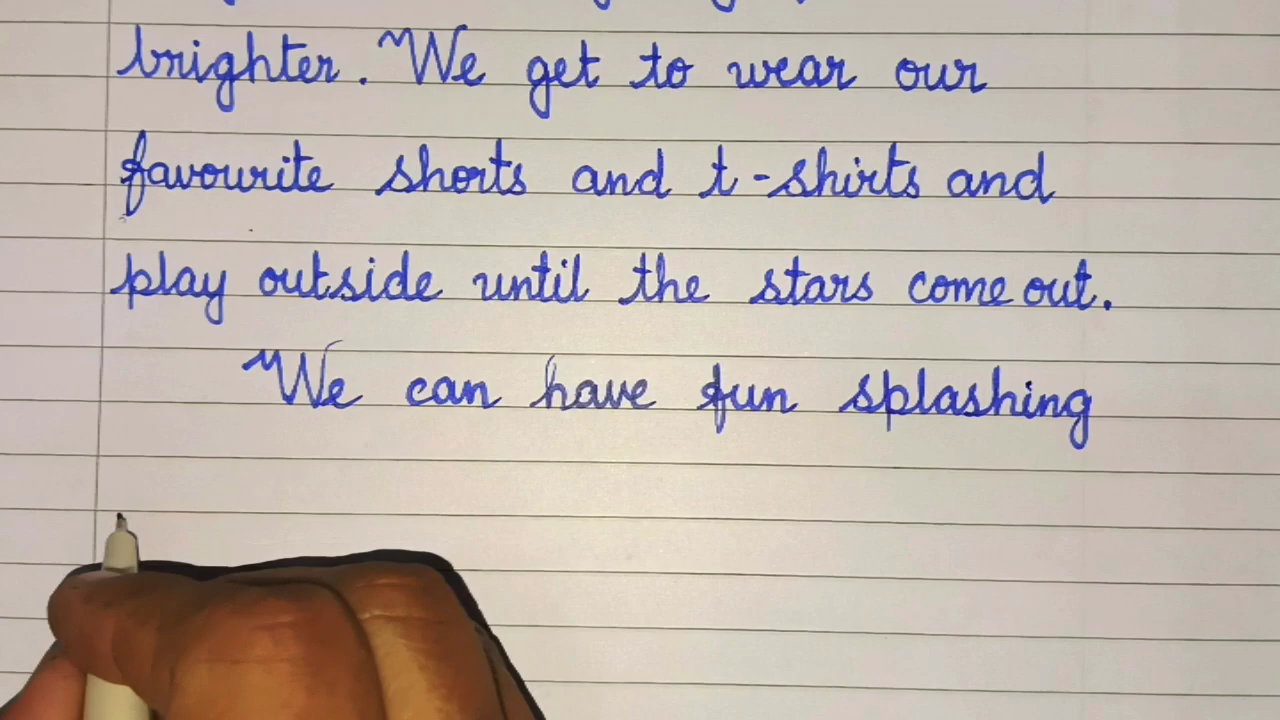 brighter. We get to wear our
favourite shorts and t-shirts and
play outside until the stars come out.
We can have fun splashing